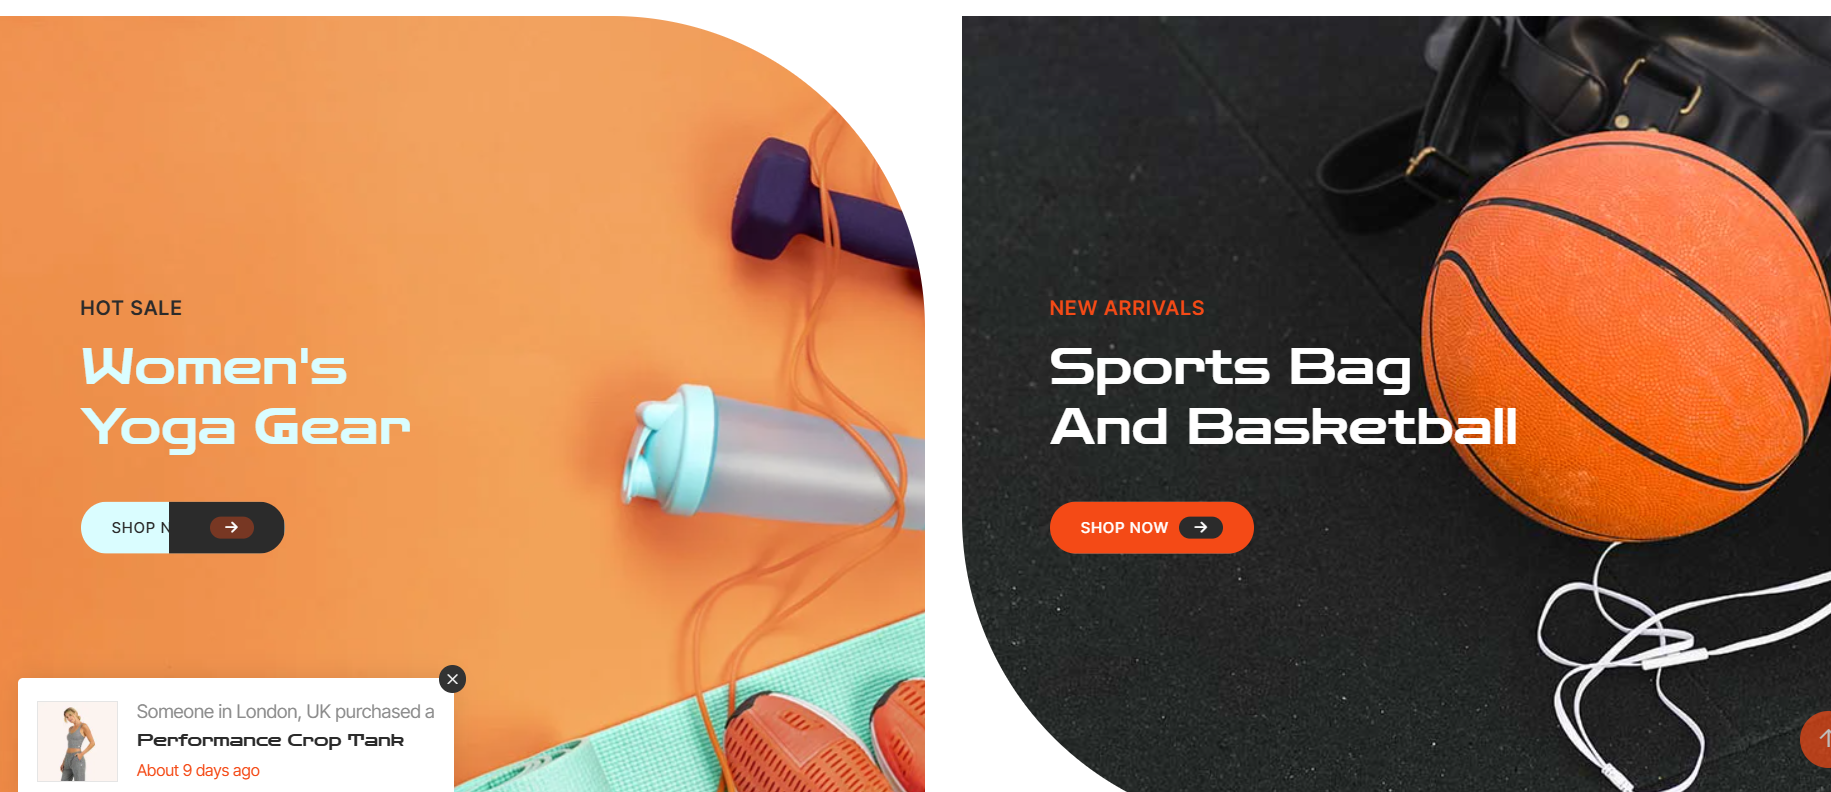 HOT SALE
Women's
Yoga Gear
SHOP N
NEW ARRIVALS
Sports Bag
And Basketball
SHOP NOW
Someone in London, UK purchased a
Performance Crop Tank
About 9 days ago